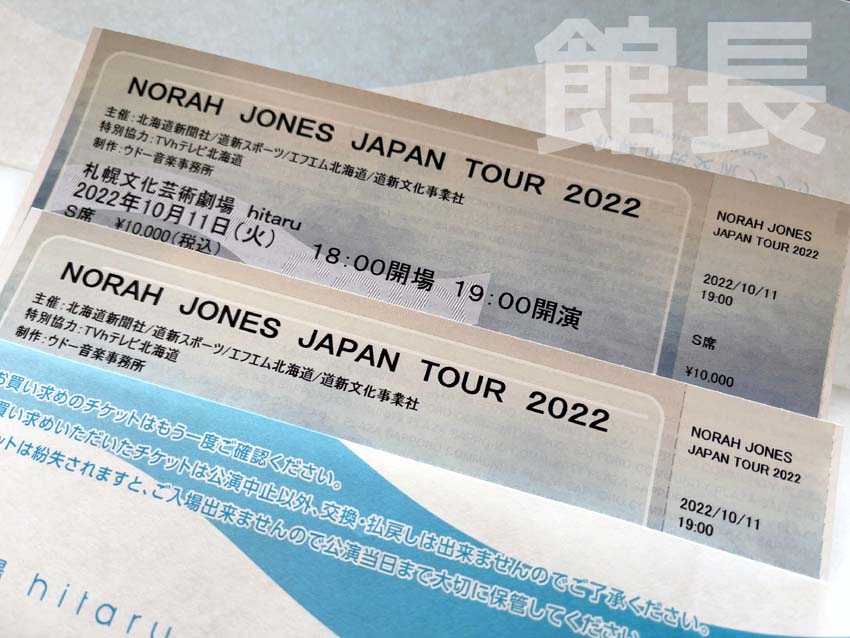 館長
NORAH JONES JAPAN TOUR 2022
主催:北海道新聞社/道新スポーツ/エフエム北海道/道新文化事業社
特別協力:TVhテレビ北海道
制作:ウドー音楽事務所
札幌文化芸術劇場 hitaru
2022年10月11日(火) 18:00開場 19:00開演
S席 ¥10,000(税込)
NORAH JONES
JAPAN TOUR 2022
2022/10/11
19:00
S席
¥10,000
NORAH JONES JAPAN TOUR 2022
主催:北海道新聞社/道新スポーツ/エフエム北海道/道新文化事業社
特別協力:TVhテレビ北海道
制作:ウドー音楽事務所
NORAH JONES
JAPAN TOUR 2022
2022/10/11
19:00
お買い求めのチケットはもう一度ご確認ください。
買い求めいただいたチケットは公演中止以外、交換・払戻しは出来ませんのでご了承ください。
ットは紛失されますと、ご入場出来ませんので公演当日まで大切に保管してください。
場 hitaru